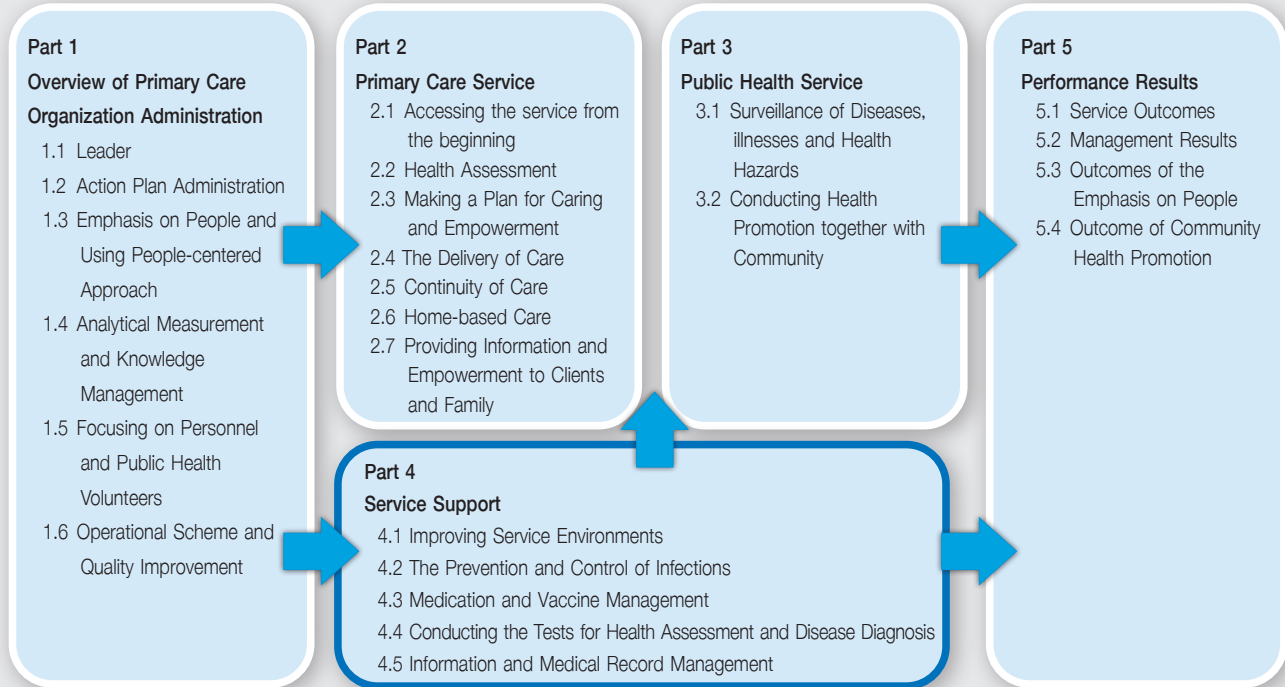 Part 1
Overview of Primary Care
Organization Administration
1.1 Leader
1.2 Action Plan Administration
1.3 Emphasis on People and
Using People-centered
Approach
1.4 Analytical Measurement
and Knowledge
Management
1.5 Focusing on Personnel
and Public Health
Volunteers
1.6 Operational Scheme and
Quality Improvement
Part 2
Primary Care Service
2.1 Accessing the service from
the beginning
2.2 Health Assessment
2.3 Making a Plan for Caring
and Empowerment
2.4 The Delivery of Care
2.5 Continuity of Care
2.6 Home-based Care
2.7 Providing Information and
Empowerment to Clients
and Family
Part 3
Public Health Service
3.1 Surveillance of Diseases,
illnesses and Health
Hazards
3.2 Conducting Health
Promotion together with
Community
Part 4
Service Support
4.1 Improving Service Environments
4.2 The Prevention and Control of Infections
4.3 Medication and Vaccine Management
4.4 Conducting the Tests for Health Assessment and Disease Diagnosis
4.5 Information and Medical Record Management
Part 5
Performance Results
5.1 Service Outcomes
5.2 Management Results
5.3 Outcomes of the
Emphasis on People
5.4 Outcome of Community
Health Promotion